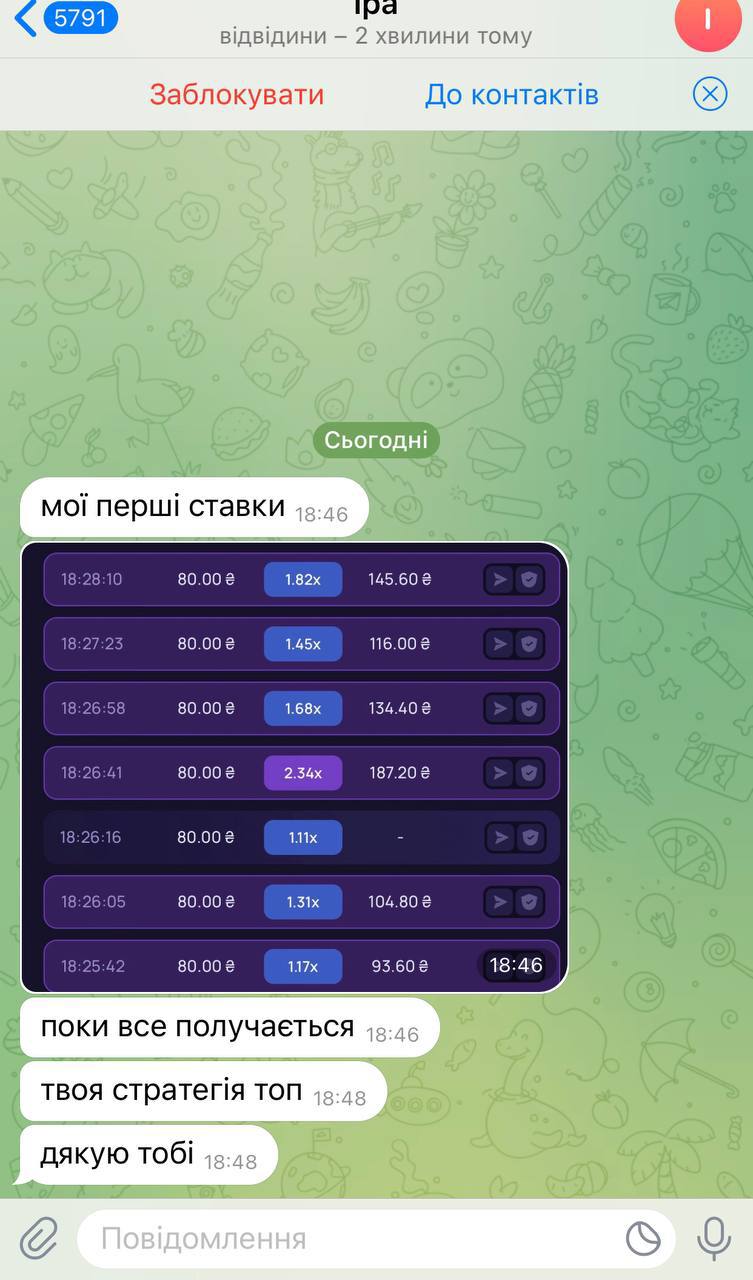 5791
Іра
відвідини – 2 хвилини тому
І
Заблокувати До контактів
Сьогодні
мої перші ставки 18:46
18:28:10 80.00 ₴ 1.82x 145.60 ₴
18:27:23 80.00 ₴ 1.45x 116.00 ₴
18:26:58 80.00 ₴ 1.68x 134.40 ₴
18:26:41 80.00 ₴ 2.34x 187.20 ₴
18:26:16 80.00 ₴ 1.11x -
18:26:05 80.00 ₴ 1.31x 104.80 ₴
18:25:42 80.00 ₴ 1.17x 93.60 ₴ 18:46
поки все получається 18:46
твоя стратегія топ 18:48
дякую тобі 18:48
Повідомлення